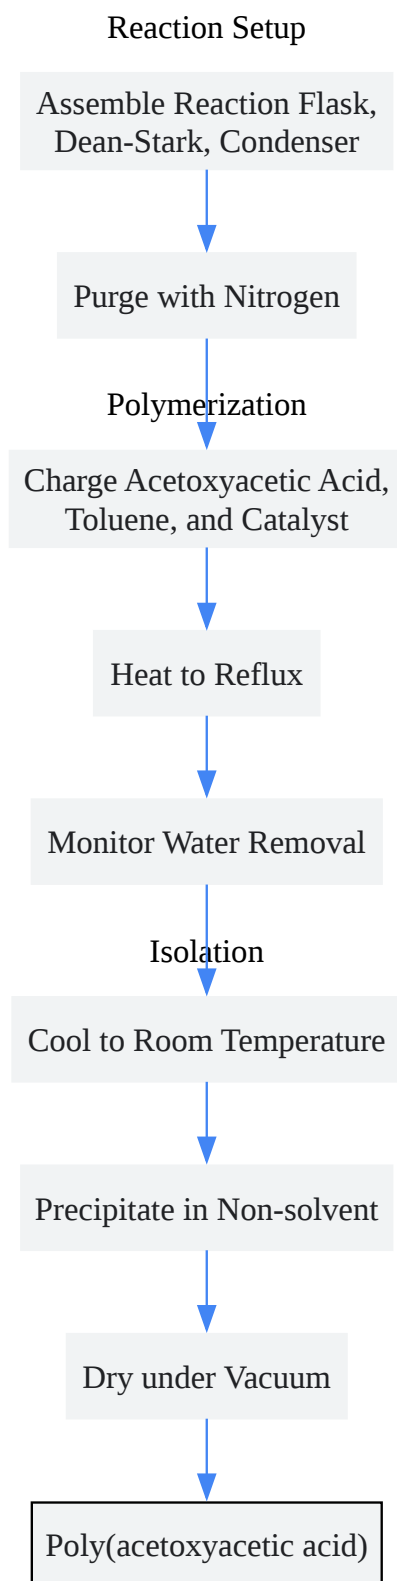 Reaction Setup
Assemble Reaction Flask,
Dean-Stark, Condenser
Purge with Nitrogen
Polymerization
Charge Acetoxyacetic Acid,
Toluene, and Catalyst
Heat to Reflux
Monitor Water Removal
Isolation
Cool to Room Temperature
Precipitate in Non-solvent
Dry under Vacuum
Poly(acetoxyacetic acid)